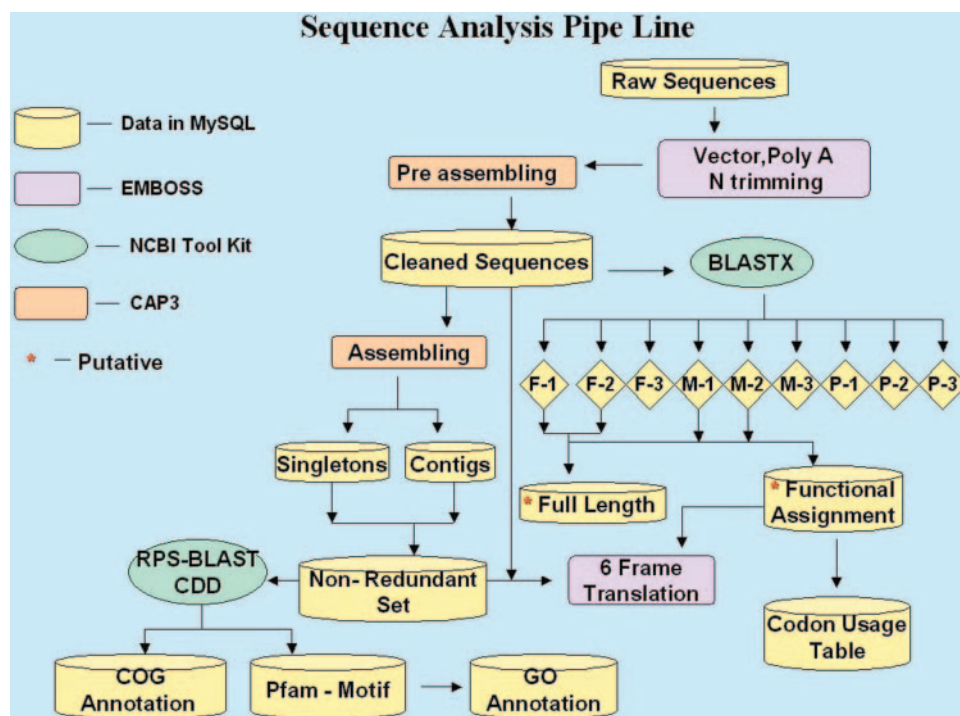 Sequence Analysis Pipe Line
Raw Sequences
Data in MySQL
EMBOSS
NCBI Tool Kit
CAP3
* — Putative
Vector,Poly A
N trimming
Pre assembling
Cleaned Sequences
BLASTX
Assembling
F-1
F-2
F-3
M-1
M-2
M-3
P-1
P-2
P-3
Singletons
Contigs
* Full Length
* Functional
Assignment
RPS-BLAST
CDD
Non- Redundant
Set
6 Frame
Translation
Codon Usage
Table
COG
Annotation
Pfam - Motif
GO
Annotation